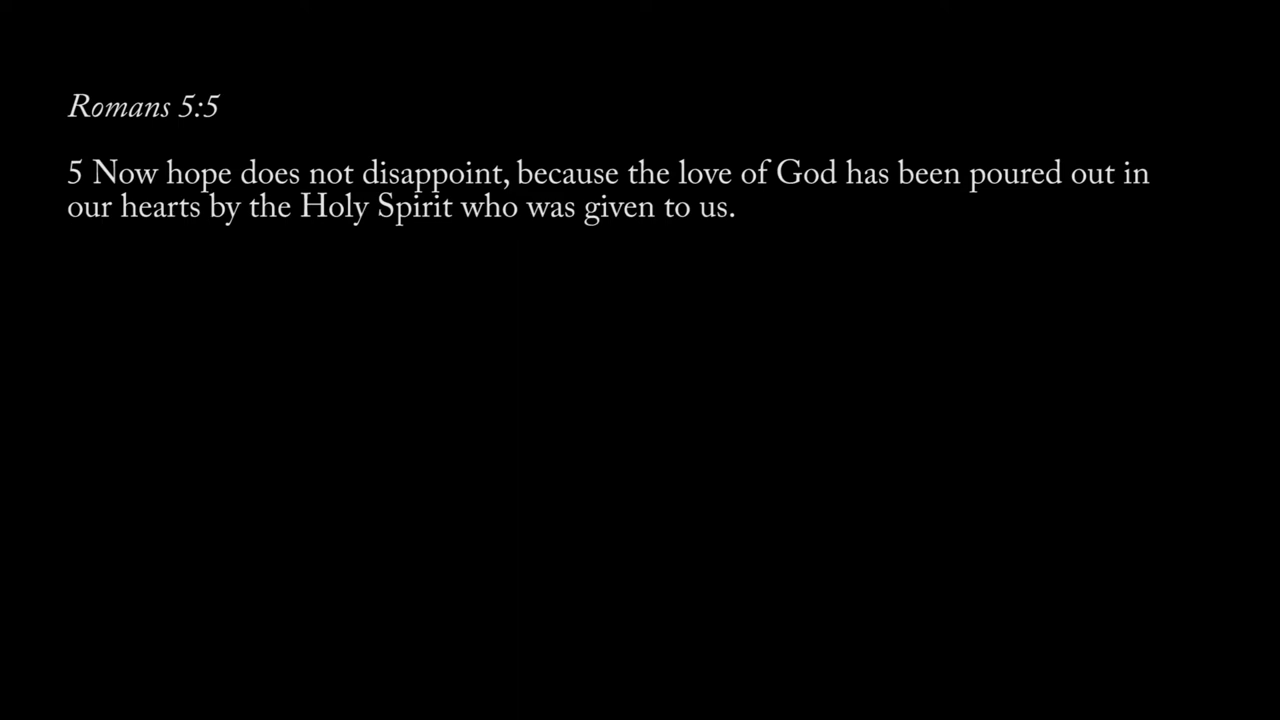 Romans 5:5
5 Now hope does not disappoint, because the love of God has been poured out in
our hearts by the Holy Spirit who was given to us.